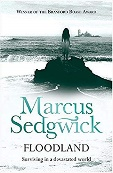 WINNER OF THE BRANFORD BOASE AWARD
Marcus
Sedgwick
FLOODLAND
Surviving in a devastated world